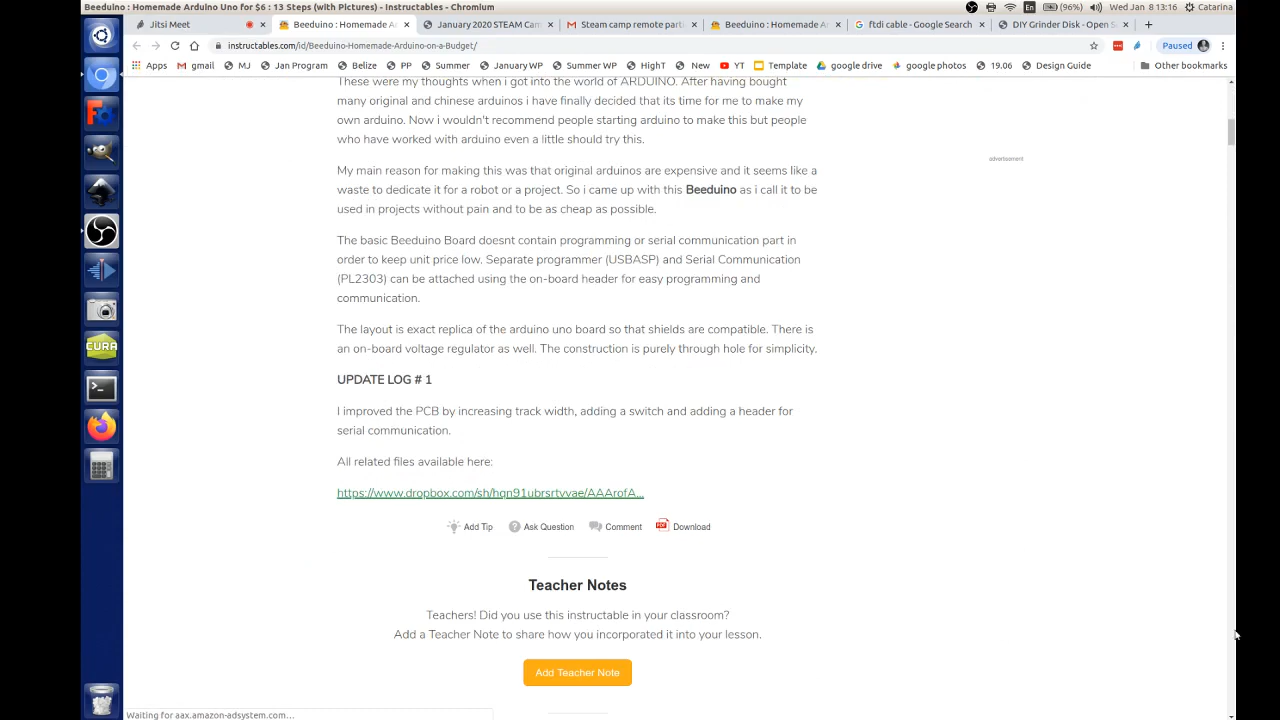 Beeduino : Homemade Arduino Uno for $6 : 13 Steps (with Pictures) - Instructables - Chromium
En
(96%)
Wed Jan 8 13:13:16
Catarina
Jitsi Meet
Beeduino : Homemade A
January 2020 STEAM Cam
Steam camp remote parti
Beeduino : Homemade A
ftdi cable - Google Search
DIY Grinder Disk - Open S
instructables.com/id/Beeduino-Homemade-Arduino-on-a-Budget/
Paused
Apps
gmail
MJ
Jan Program
Belize
PP
Summer
January WP
Summer WP
HighT
New
YT
Template
google drive
google photos
19.06
Design Guide
Other bookmarks
These were my thoughts when i got into the world of ARDUINO. After having bought
many original and chinese arduinos i have finally decided that its time for me to make my
own arduino. Now i wouldn't recommend people starting arduino to make this but people
who have worked with arduino even a little should try this.
advertisement
My main reason for making this was that original arduinos are expensive and it seems like a
waste to dedicate it for a robot or a project. So i came up with this Beeduino as i call it to be
used in projects without pain and to be as cheap as possible.
The basic Beeduino Board doesnt contain programming or serial communication part in
order to keep unit price low. Separate programmer (USBASP) and Serial Communication
(PL2303) can be attached using the on-board header for easy programming and
communication.
The layout is exact replica of the arduino uno board so that shields are compatible. There is
an on-board voltage regulator as well. The construction is purely through hole for simplicity.
UPDATE LOG # 1
I improved the PCB by increasing track width, adding a switch and adding a header for
serial communication.
All related files available here:
https://www.dropbox.com/sh/hqn91ubrsrtvvae/AAArofA...
Add Tip
Ask Question
Comment
PDF
Download
Teacher Notes
Teachers! Did you use this instructable in your classroom?
Add a Teacher Note to share how you incorporated it into your lesson.
Add Teacher Note
CURA
Waiting for aax.amazon-adsystem.com...